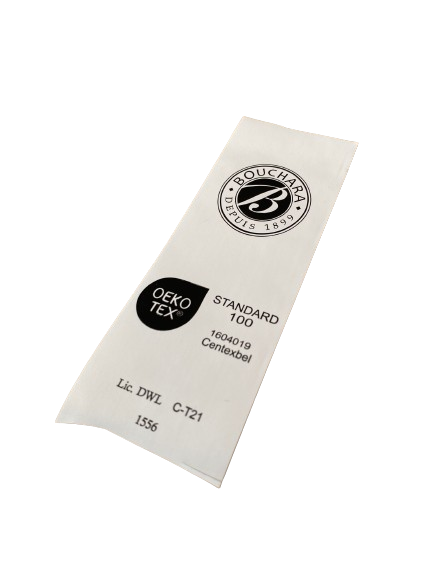 BOUCHARA
B
DEPUIS 1899
OEKO
TEX®
STANDARD
100
1604019
Centexbel
Lic. DWL C-T21
1556